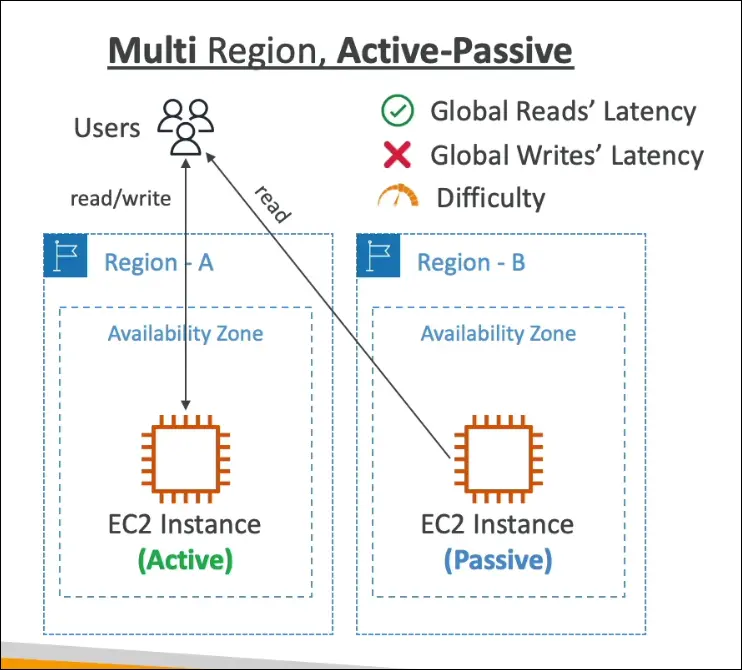 Multi Region, Active-Passive
Users
Global Reads’ Latency
Global Writes’ Latency
Difficulty
read/write
read
Region - A
Availability Zone
EC2 Instance
(Active)
Region - B
Availability Zone
EC2 Instance
(Passive)